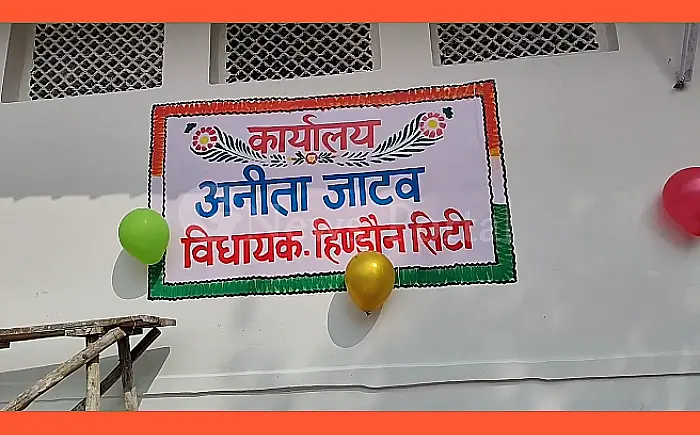 कार्यालय
अनीता जाटव
विधायक. हिण्डौन सिटी